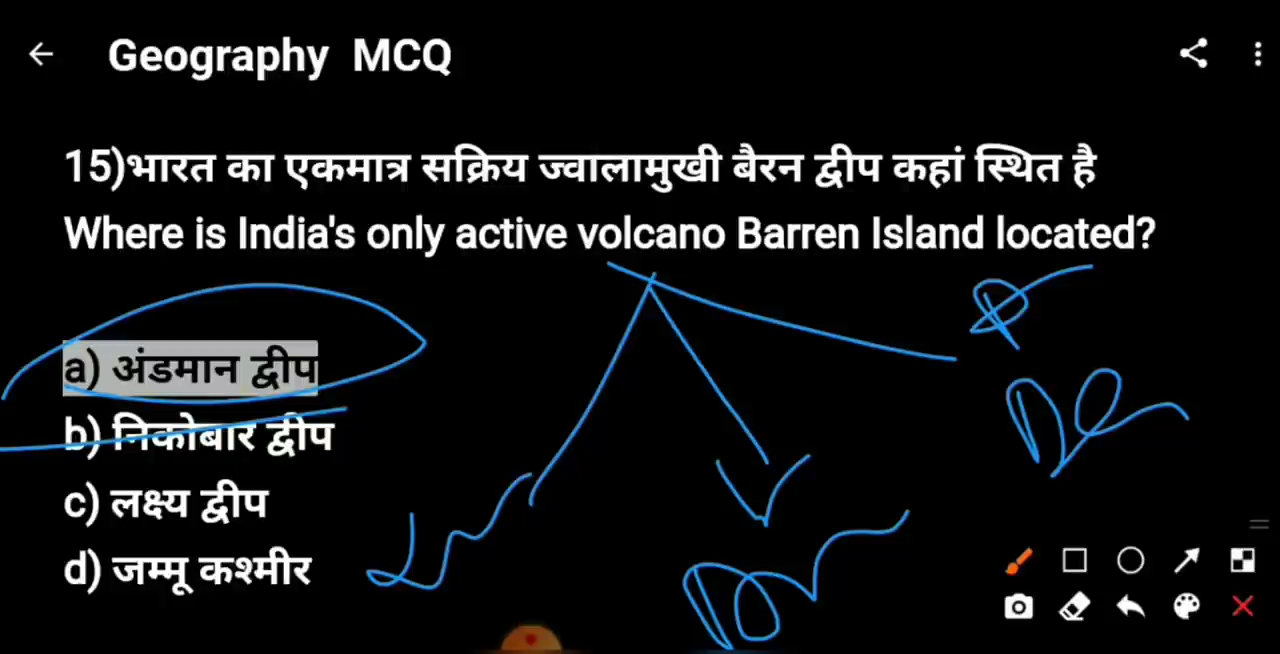 Geography MCQ
15)भारत का एकमात्र सक्रिय ज्वालामुखी बैरन द्वीप कहां स्थित है
Where is India's only active volcano Barren Island located?
a) अंडमान द्वीप
b) निकोबार द्वीप
c) लक्ष्य द्वीप
d) जम्मू कश्मीर